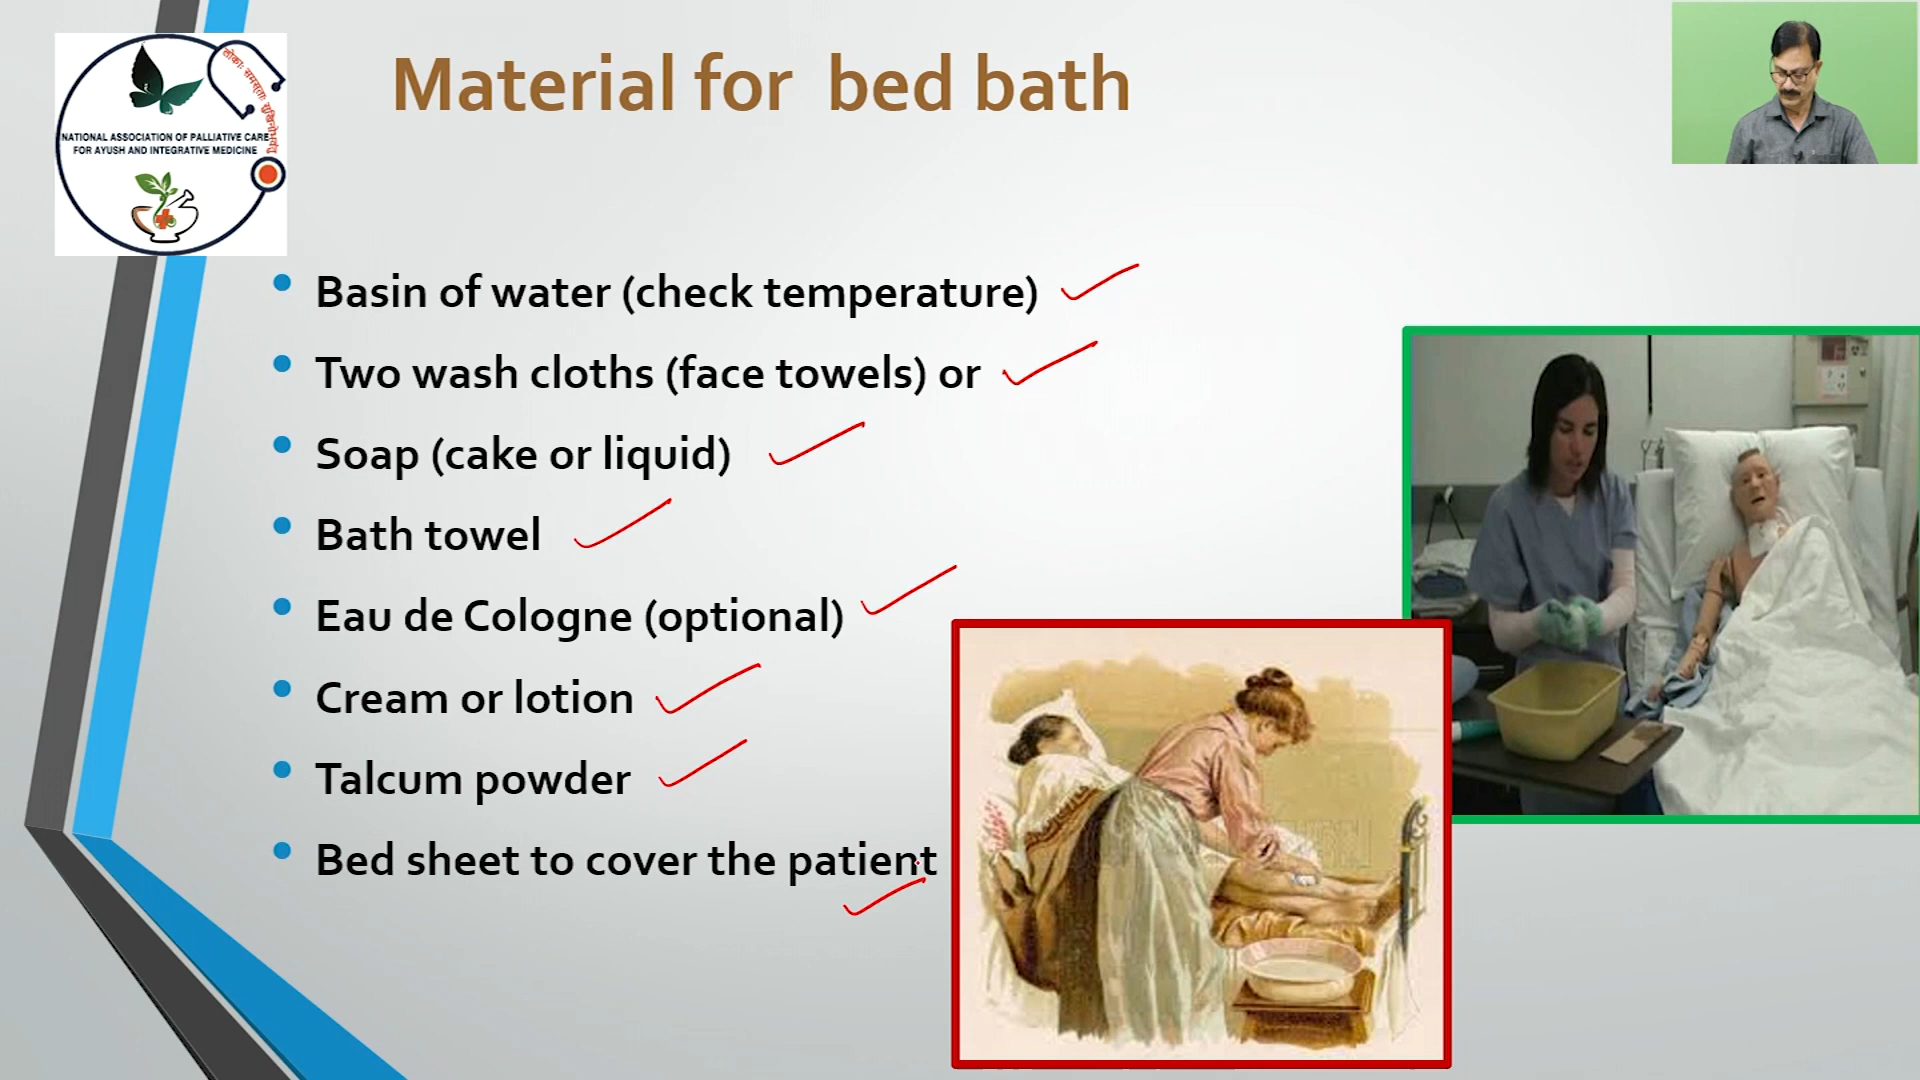 Material for bed bath
NATIONAL ASSOCIATION OF PALLIATIVE CARE
FOR AYUSH AND INTEGRATIVE MEDICINE
• Basin of water (check temperature)
• Two wash cloths (face towels) or
• Soap (cake or liquid)
• Bath towel
• Eau de Cologne (optional)
• Cream or lotion
• Talcum powder
• Bed sheet to cover the patient